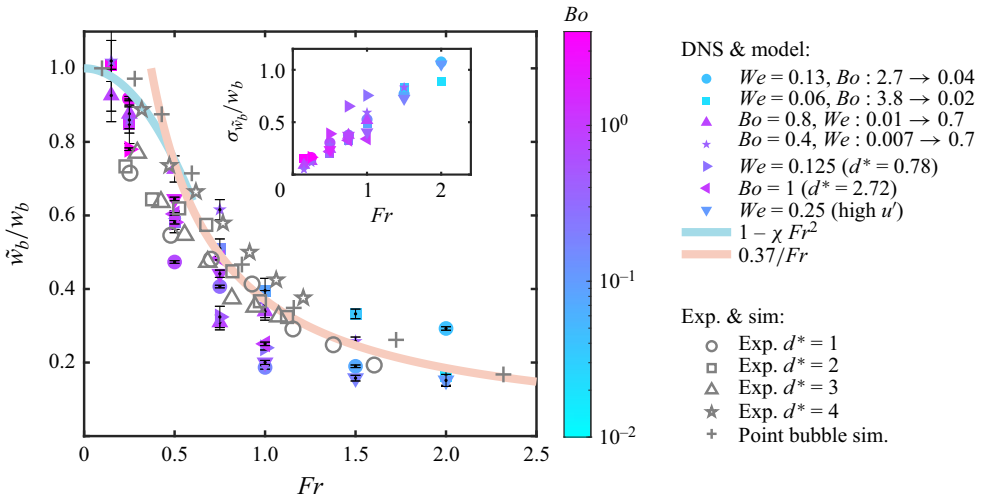 Bo
DNS & model:
We = 0.13, Bo : 2.7 → 0.04
We = 0.06, Bo : 3.8 → 0.02
Bo = 0.8, We : 0.01 → 0.7
Bo = 0.4, We : 0.007 → 0.7
We = 0.125 (d* = 0.78)
Bo = 1 (d* = 2.72)
We = 0.25 (high u′)
1 − χ Fr²
0.37/Fr
Exp. & sim:
Exp. d* = 1
Exp. d* = 2
Exp. d* = 3
Exp. d* = 4
Point bubble sim.
10⁰
10⁻¹
10⁻²
w̃_b/w_b
1.0
0.8
0.6
0.4
0.2
0
0.5
1.0
1.5
2.0
2.5
Fr
σ_w̃_b/w_b
1.0
0.5
0
1
2
Fr